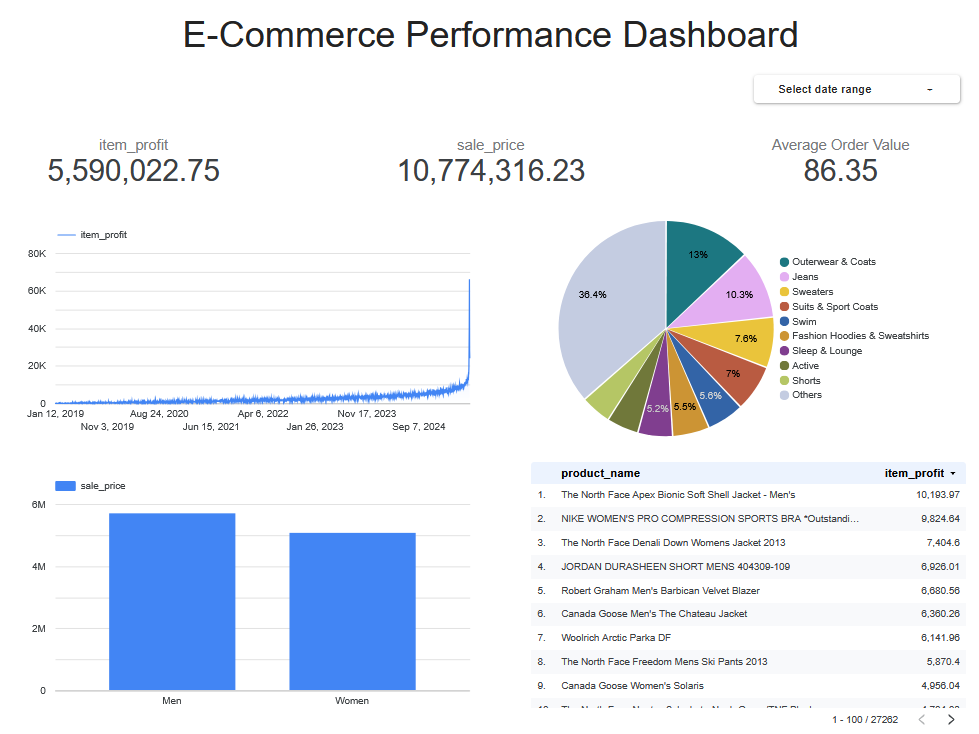 E-Commerce Performance Dashboard
Select date range
item_profit
5,590,022.75
sale_price
10,774,316.23
Average Order Value
86.35
item_profit
80K
60K
40K
20K
0
Jan 12, 2019
Nov 3, 2019
Aug 24, 2020
Jun 15, 2021
Apr 6, 2022
Jan 26, 2023
Nov 17, 2023
Sep 7, 2024
13%
10.3%
7.6%
7%
5.6%
5.5%
5.2%
36.4%
Outerwear & Coats
Jeans
Sweaters
Suits & Sport Coats
Swim
Fashion Hoodies & Sweatshirts
Sleep & Lounge
Active
Shorts
Others
sale_price
6M
4M
2M
0
Men
Women
product_name item_profit
1. The North Face Apex Bionic Soft Shell Jacket - Men's 10,193.97
2. NIKE WOMEN'S PRO COMPRESSION SPORTS BRA *Outstandi... 9,824.64
3. The North Face Denali Down Womens Jacket 2013 7,404.6
4. JORDAN DURASHEEN SHORT MENS 404309-109 6,926.01
5. Robert Graham Men's Barbican Velvet Blazer 6,680.56
6. Canada Goose Men's The Chateau Jacket 6,360.26
7. Woolrich Arctic Parka DF 6,141.96
8. The North Face Freedom Mens Ski Pants 2013 5,870.4
9. Canada Goose Women's Solaris 4,956.04
1 - 100 / 27262